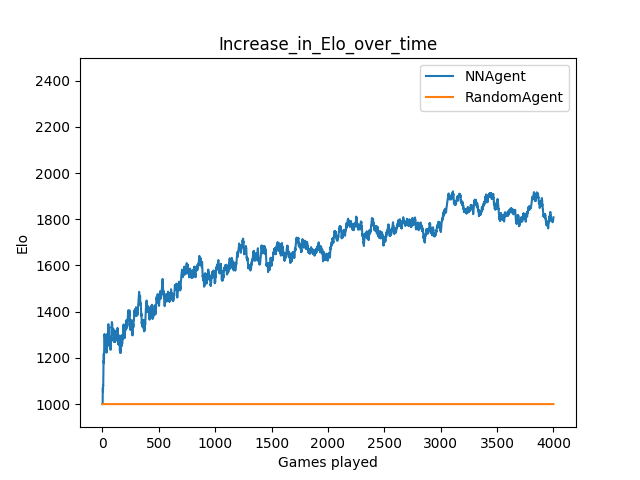 Increase_in_Elo_over_time
NNAgent
RandomAgent
2400
2200
2000
1800
1600
1400
1200
1000
Elo
0 500 1000 1500 2000 2500 3000 3500 4000
Games played